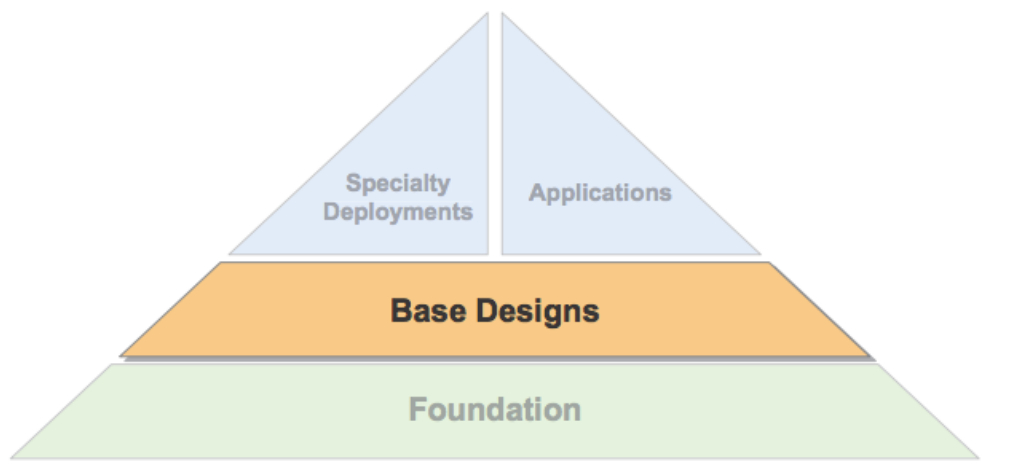 Specialty
Deployments
Applications
Base Designs
Foundation